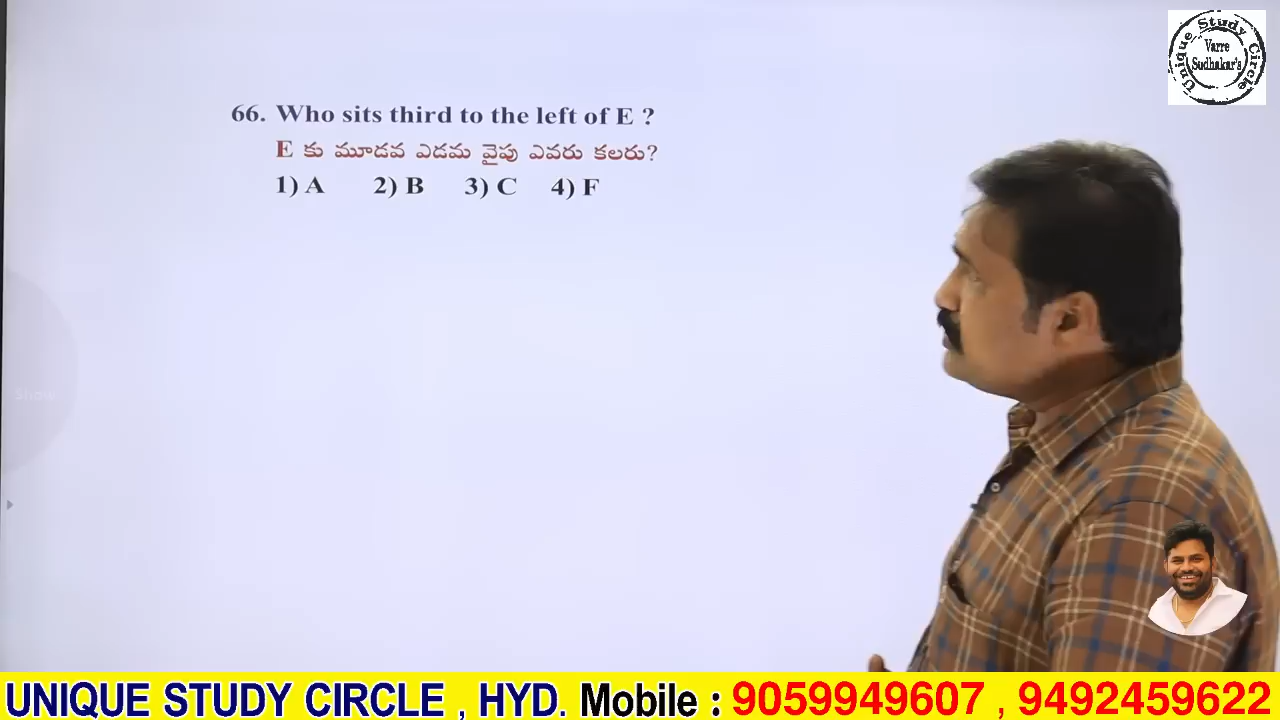 Unique Study Circle
Varre
Sudhakar's
66. Who sits third to the left of E ?
E కు మూడవ ఎడమ వైపు ఎవరు కలరు?
1) A 2) B 3) C 4) F
Show
UNIQUE STUDY CIRCLE , HYD. Mobile : 9059949607 , 9492459622